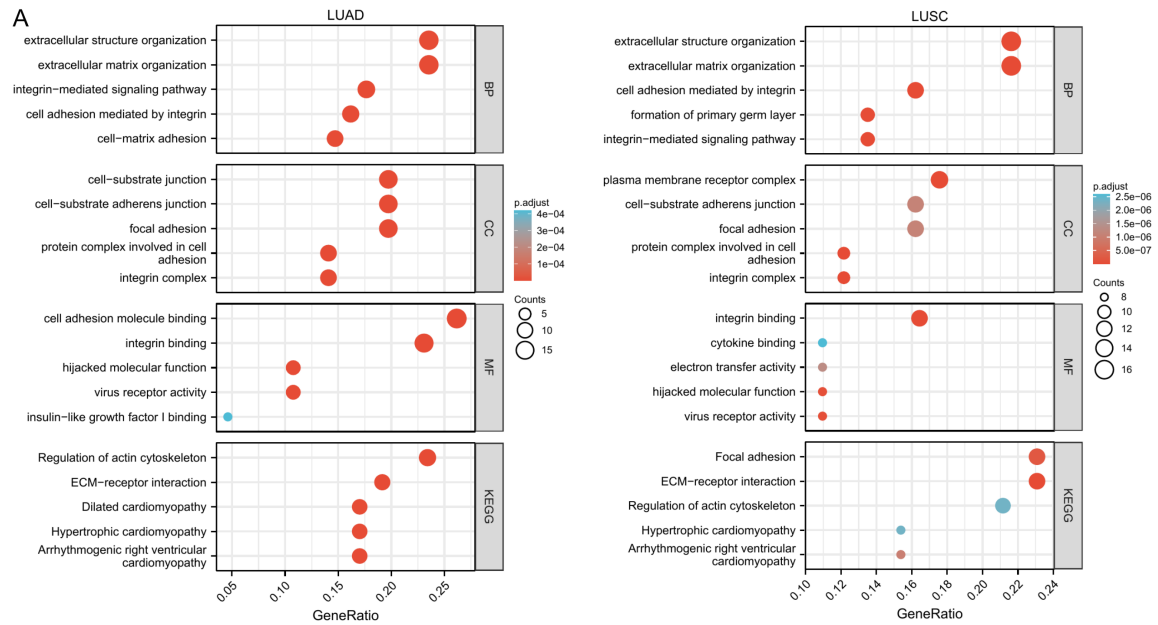 A
LUAD
extracellular structure organization
extracellular matrix organization
integrin−mediated signaling pathway
cell adhesion mediated by integrin
cell−matrix adhesion
BP
cell−substrate junction
cell−substrate adherens junction
focal adhesion
protein complex involved in cell
adhesion
integrin complex
CC
cell adhesion molecule binding
integrin binding
hijacked molecular function
virus receptor activity
insulin−like growth factor I binding
MF
Regulation of actin cytoskeleton
ECM−receptor interaction
Dilated cardiomyopathy
Hypertrophic cardiomyopathy
Arrhythmogenic right ventricular
cardiomyopathy
KEGG
0.05
0.10
0.15
0.20
0.25
GeneRatio
p.adjust
4e−04
3e−04
2e−04
1e−04
Counts
5
10
15
LUSC
extracellular structure organization
extracellular matrix organization
cell adhesion mediated by integrin
formation of primary germ layer
integrin−mediated signaling pathway
BP
plasma membrane receptor complex
cell−substrate adherens junction
focal adhesion
protein complex involved in cell
adhesion
integrin complex
CC
integrin binding
cytokine binding
electron transfer activity
hijacked molecular function
virus receptor activity
MF
Focal adhesion
ECM−receptor interaction
Regulation of actin cytoskeleton
Hypertrophic cardiomyopathy
Arrhythmogenic right ventricular
cardiomyopathy
KEGG
0.10
0.12
0.14
0.16
0.18
0.20
0.22
0.24
GeneRatio
p.adjust
2.5e−06
2.0e−06
1.5e−06
1.0e−06
5.0e−07
Counts
8
10
12
14
16